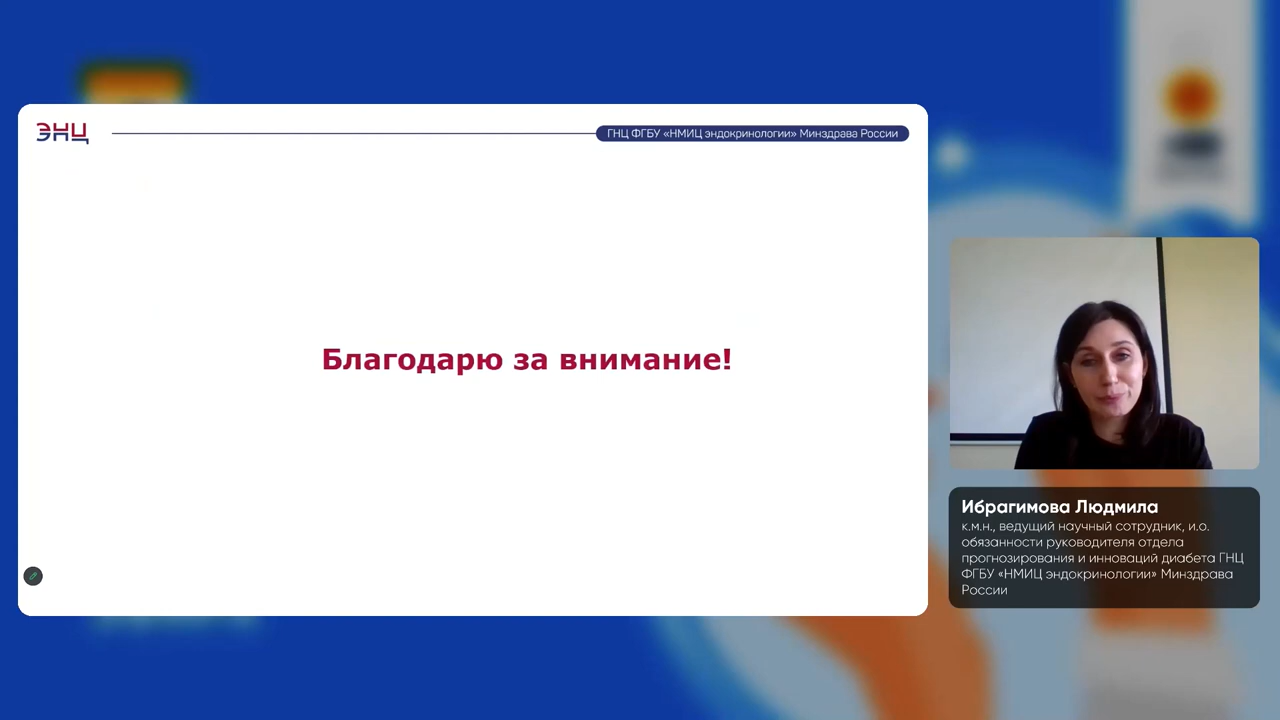 ЭНЦ
ГНЦ ФГБУ «НМИЦ эндокринологии» Минздрава России
Благодарю за внимание!
Ибрагимова Людмила
к.м.н., ведущий научный сотрудник, и.о.
обязанности руководителя отдела
прогнозирования и инноваций диабета ГНЦ
ФГБУ «НМИЦ эндокринологии» Минздрава
России